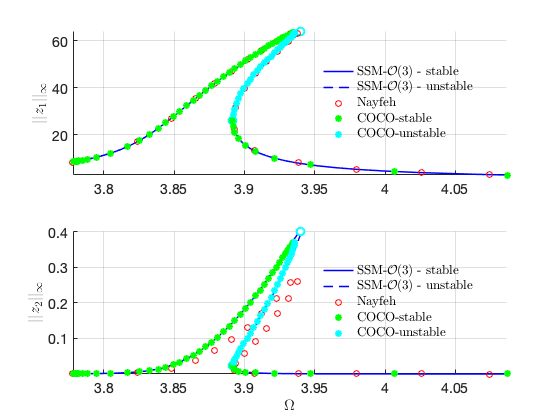 60
40
20
||z₁||∞
3.8 3.85 3.9 3.95 4 4.05
SSM-𝒪(3) - stable
SSM-𝒪(3) - unstable
Nayfeh
COCO-stable
COCO-unstable
0.4
0.3
0.2
0.1
||z₂||∞
3.8 3.85 3.9 3.95 4 4.05
Ω
SSM-𝒪(3) - stable
SSM-𝒪(3) - unstable
Nayfeh
COCO-stable
COCO-unstable